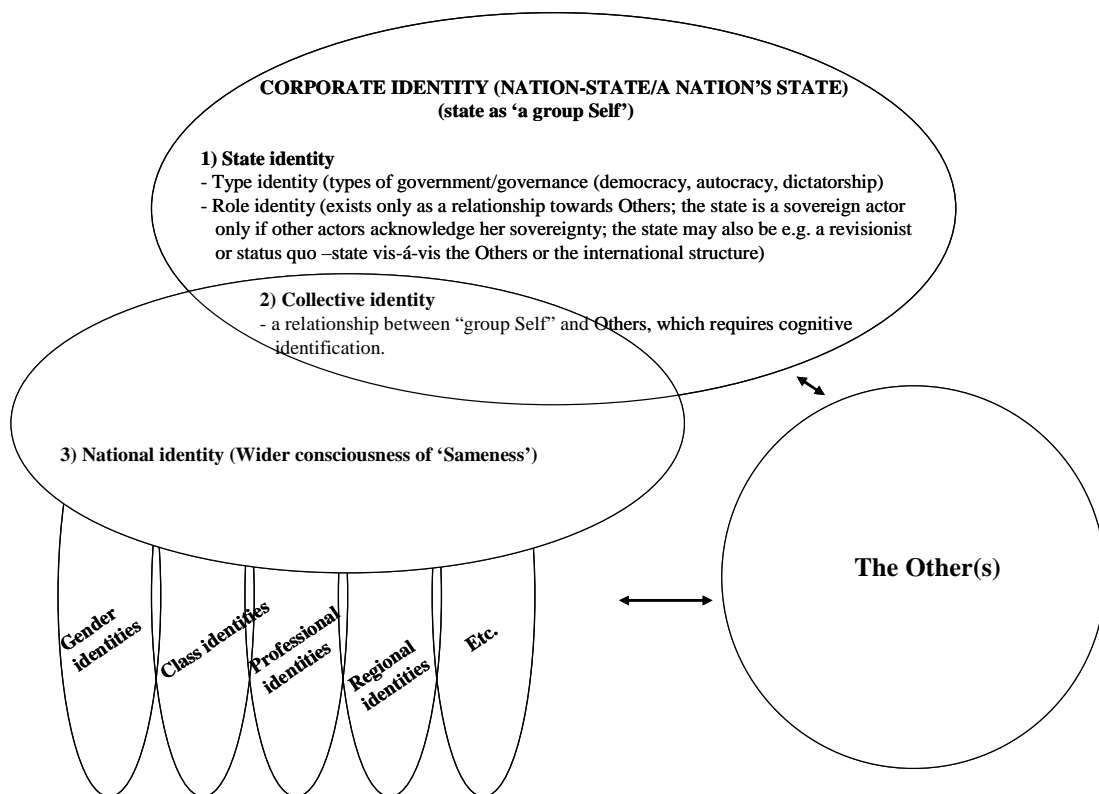 CORPORATE IDENTITY (NATION-STATE/A NATION'S STATE)
(state as ‘a group Self’)
1) State identity
- Type identity (types of government/governance (democracy, autocracy, dictatorship)
- Role identity (exists only as a relationship towards Others; the state is a sovereign actor
only if other actors acknowledge her sovereignty; the state may also be e.g. a revisionist
or status quo –state vis-á-vis the Others or the international structure)
2) Collective identity
- a relationship between “group Self” and Others, which requires cognitive
identification.
3) National identity (Wider consciousness of ‘Sameness’)
Gender
identities
Class identities
Professional
identities
Regional
identities
Etc.
The Other(s)